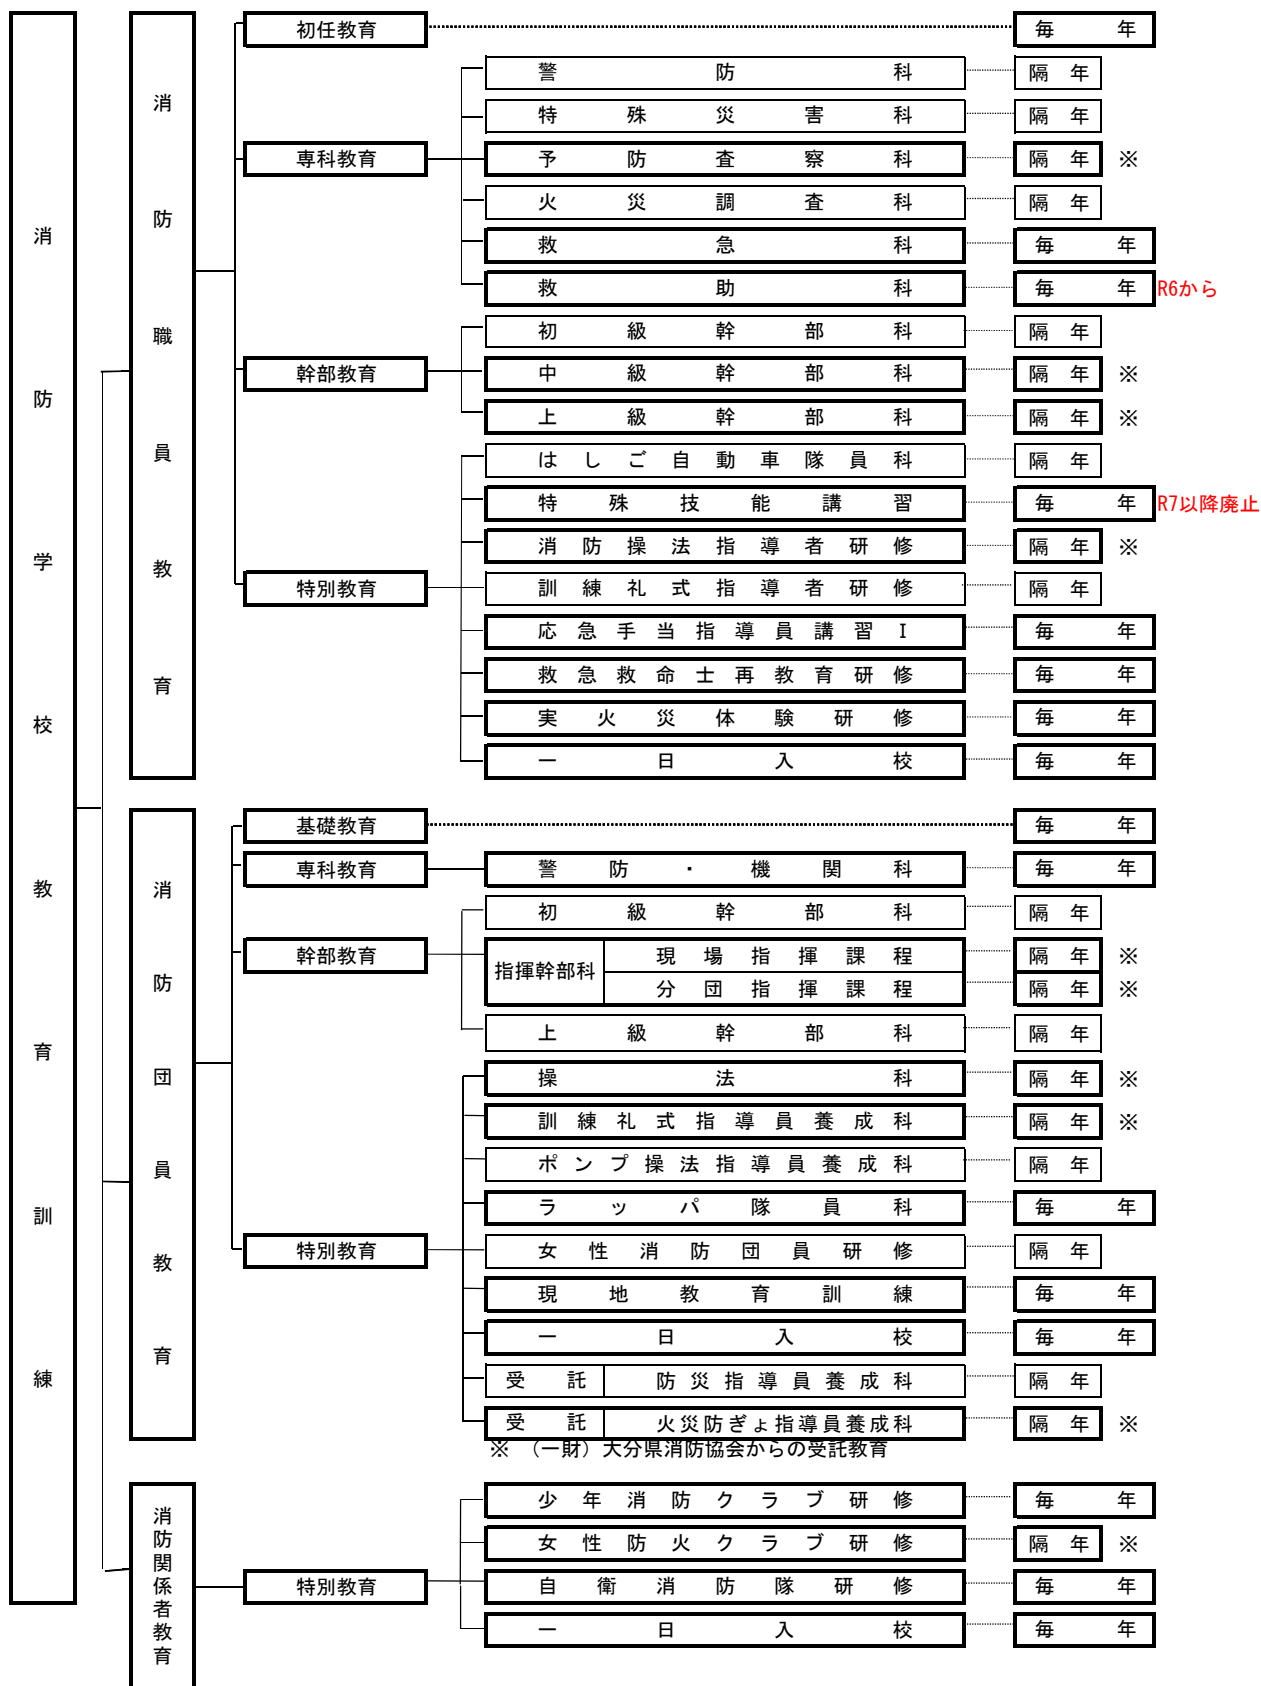 消防学校教育訓練
消防職員教育
初任教育 毎年
専科教育
警防科 隔年
特殊災害科 隔年
予防査察科 隔年 ※
火災調査科 隔年
救急科 毎年
救助科 毎年 R6から
幹部教育
初級幹部科 隔年
中級幹部科 隔年 ※
上級幹部科 隔年 ※
特別教育
はしご自動車隊員科 隔年
特殊技能講習 毎年 R7以降廃止
消防操法指導者研修 隔年 ※
訓練礼式指導者研修 隔年
応急手当指導員講習Ⅰ 毎年
救急救命士再教育研修 毎年
実火災体験研修 毎年
一日入校 毎年
消防団員教育
基礎教育 毎年
専科教育 警防・機関科 毎年
幹部教育
初級幹部科 隔年
指揮幹部科
現場指揮課程 隔年 ※
分団指揮課程 隔年 ※
上級幹部科 隔年
特別教育
操法科 隔年 ※
訓練礼式指導員養成科 隔年 ※
ポンプ操法指導員養成科 隔年
ラッパ隊員科 毎年
女性消防団員研修 隔年
現地教育訓練 毎年
一日入校 毎年
受託 防災指導員養成科 隔年
受託 火災防ぎょ指導員養成科 隔年 ※
※ （一財）大分県消防協会からの受託教育
消防関係者教育
特別教育
少年消防クラブ研修 毎年
女性防火クラブ研修 隔年 ※
自衛消防隊研修 毎年
一日入校 毎年